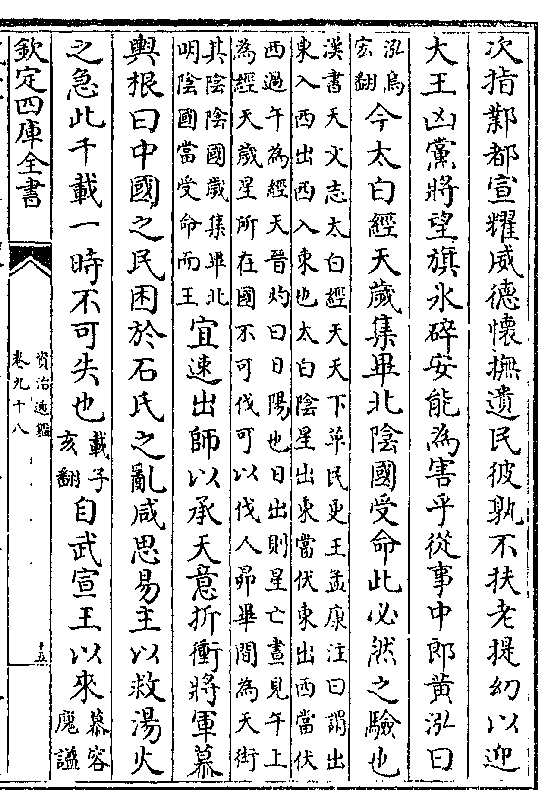 次指鄴都宣耀威德懷撫遺民彼孰不扶老提幼以迎
大王凶黨將望旗氷碎安能為害乎從事中郎黄泓曰
泓烏
宏翻
今太白經天歲集畢北陰國受命此必然之驗也
漢書天文志太白經天天下革民更王孟康注曰謂出
東入西出西入東也太白陰星出東當伏東出西當伏
西過午為經天晉灼曰日陽也日出則星亡晝見午上
為經天歲星所在國不可伐可以伐人昴畢間為天街
其陰陰國歲集畢北
明陰國當受命而王
宜速出師以承天意折衝將軍慕
輿根曰中國之民困於石氏之亂咸思易主以救湯火
之急此千載一時不可失也
載子
亥翻
自武宣王以來
慕容
廆諡
欽定四庫全書
資治通鑑
卷九十八
十五